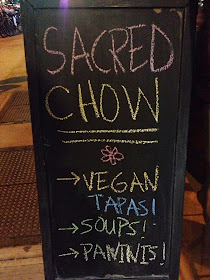 SACRED
CHOW
→VEGAN
TAPAS!
→SOUPS!
→PANINIS!